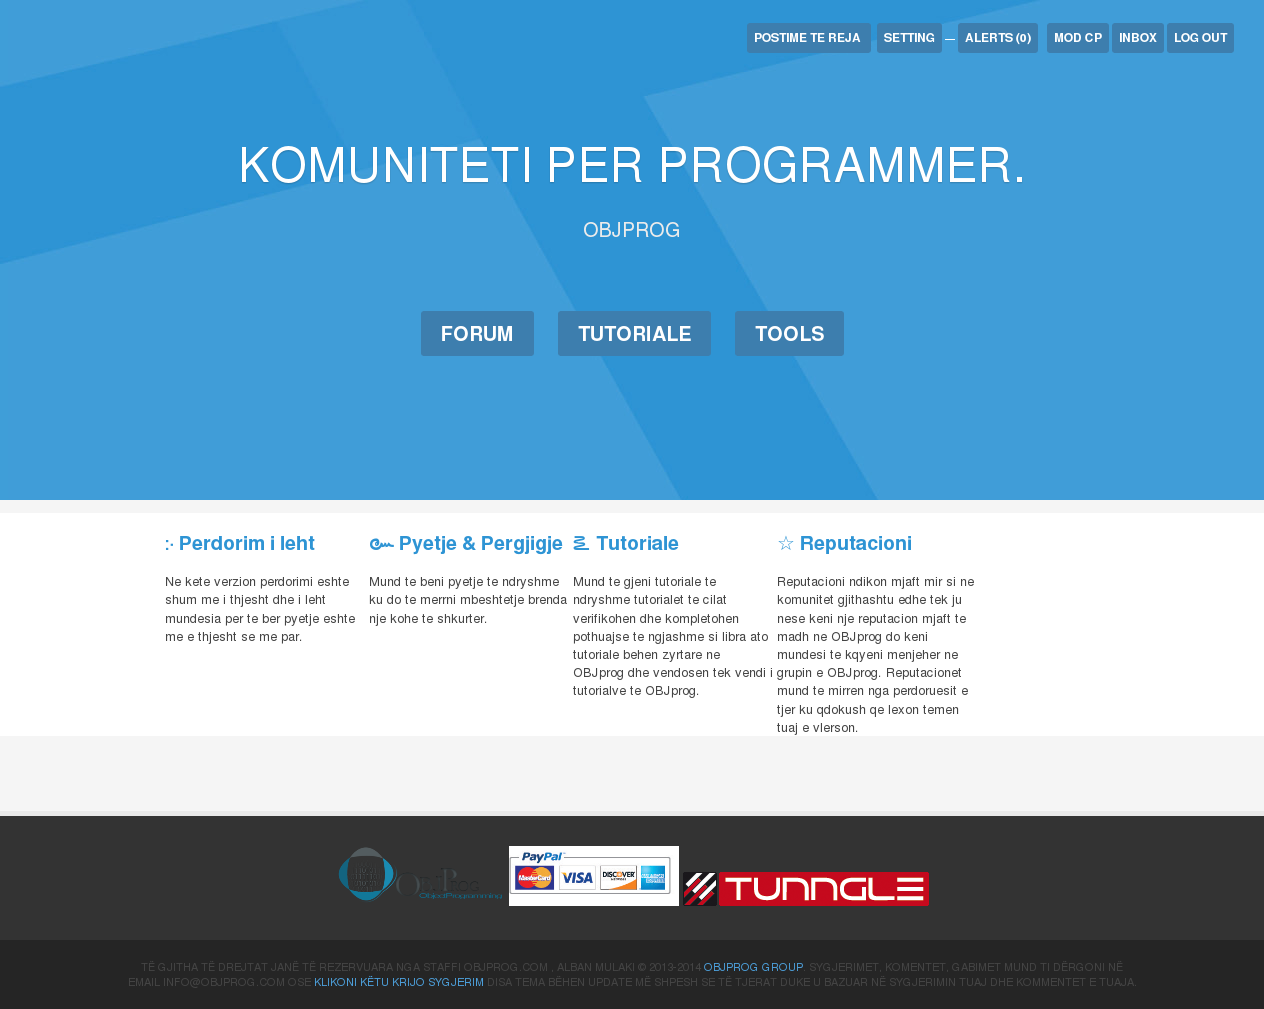 POSTIME TE REJA SETTING — ALERTS (0) MOD CP INBOX LOG OUT
KOMUNITETI PER PROGRAMMER.
OBJPROG
FORUM TUTORIALE TOOLS
Perdorim i leht
Ne kete verzion perdorimi eshte
shum me i thjesht dhe i leht
mundesia per te ber pyetje eshte
me e thjesht se me par.
Pyetje & Pergjigje
Mund te beni pyetje te ndryshme
ku do te merrni mbeshtetje brenda
nje kohe te shkurter.
Tutoriale
Mund te gjeni tutoriale te
ndryshme tutorialet te cilat
verifikohen dhe kompletohen
pothuajse te ngjashme si libra ato
tutoriale behen zyrtare ne
OBJprog dhe vendosen tek vendi i
tutorialve te OBJprog.
☆ Reputacioni
Reputacioni ndikon mjaft mir si ne
komunitet gjithashtu edhe tek ju
nese keni nje reputacion mjaft te
madh ne OBJprog do keni
mundesi te kqyeni menjeher ne
grupin e OBJprog. Reputacionet
mund te mirren nga perdoruesit e
tjer ku qdokush qe lexon temen
tuaj e vlerson.
ObjProg
ObjectProgramming
PayPal
MasterCard VISA DISCOVER AMERICAN EXPRESS
TUNNGLE
TË GJITHA TË DREJTAT JANË TË REZERVUARA NGA STAFFI OBJPROG.COM , ALBAN MULAKI © 2013-2014 OBJPROG GROUP. SYGJERIMET, KOMENTET, GABIMET MUND TI DËRGONI NË
EMAIL INFO@OBJPROG.COM OSE KLIKONI KËTU KRIJO SYGJERIM DISA TEMA BËHEN UPDATE MË SHPESH SE TË TJERAT DUKE U BAZUAR NË SYGJERIMIN TUAJ DHE KOMMENTET E TUAJA.